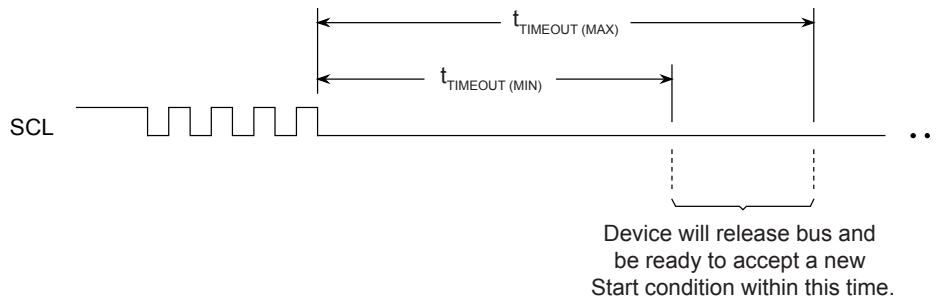 tTIMEOUT (MAX)
tTIMEOUT (MIN)
SCL
Device will release bus and
be ready to accept a new
Start condition within this time.